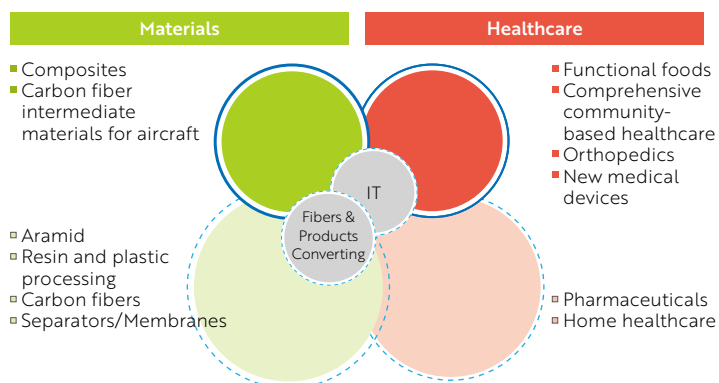 Materials
Healthcare
Composites
Carbon fiber
intermediate
materials for aircraft
Functional foods
Comprehensive
community-
based healthcare
Orthopedics
New medical
devices
IT
Fibers &
Products
Converting
Aramid
Resin and plastic
processing
Carbon fibers
Separators/Membranes
Pharmaceuticals
Home healthcare